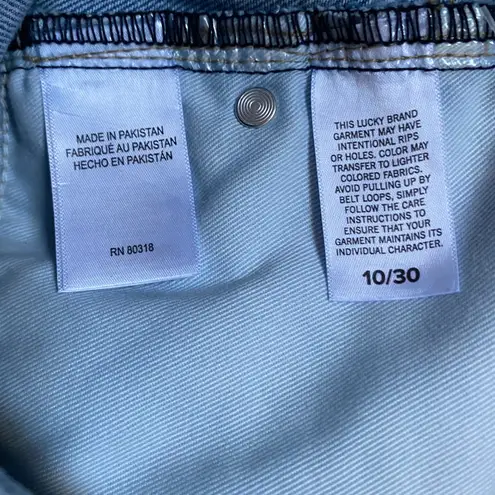 MADE IN PAKISTAN
FABRIQUÉ AU PAKISTAN
HECHO EN PAKISTÁN
RN 80318
THIS LUCKY BRAND
GARMENT MAY HAVE
INTENTIONAL RIPS
OR HOLES. COLOR MAY
TRANSFER TO LIGHTER
COLORED FABRICS.
AVOID PULLING UP BY
BELT LOOPS, SIMPLY
FOLLOW THE CARE
INSTRUCTIONS TO
ENSURE THAT YOUR
GARMENT MAINTAINS ITS
INDIVIDUAL CHARACTER.
10/30